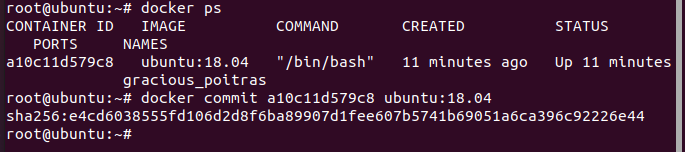 root@ubuntu:~# docker ps
CONTAINER ID   IMAGE          COMMAND       CREATED          STATUS
   PORTS     NAMES
a10c11d579c8   ubuntu:18.04   "/bin/bash"   11 minutes ago   Up 11 minutes
             gracious_poitras
root@ubuntu:~# docker commit a10c11d579c8 ubuntu:18.04
sha256:e4cd6038555fd106d2d8f6ba89907d1fee607b5741b69051a6ca396c92226e44
root@ubuntu:~#